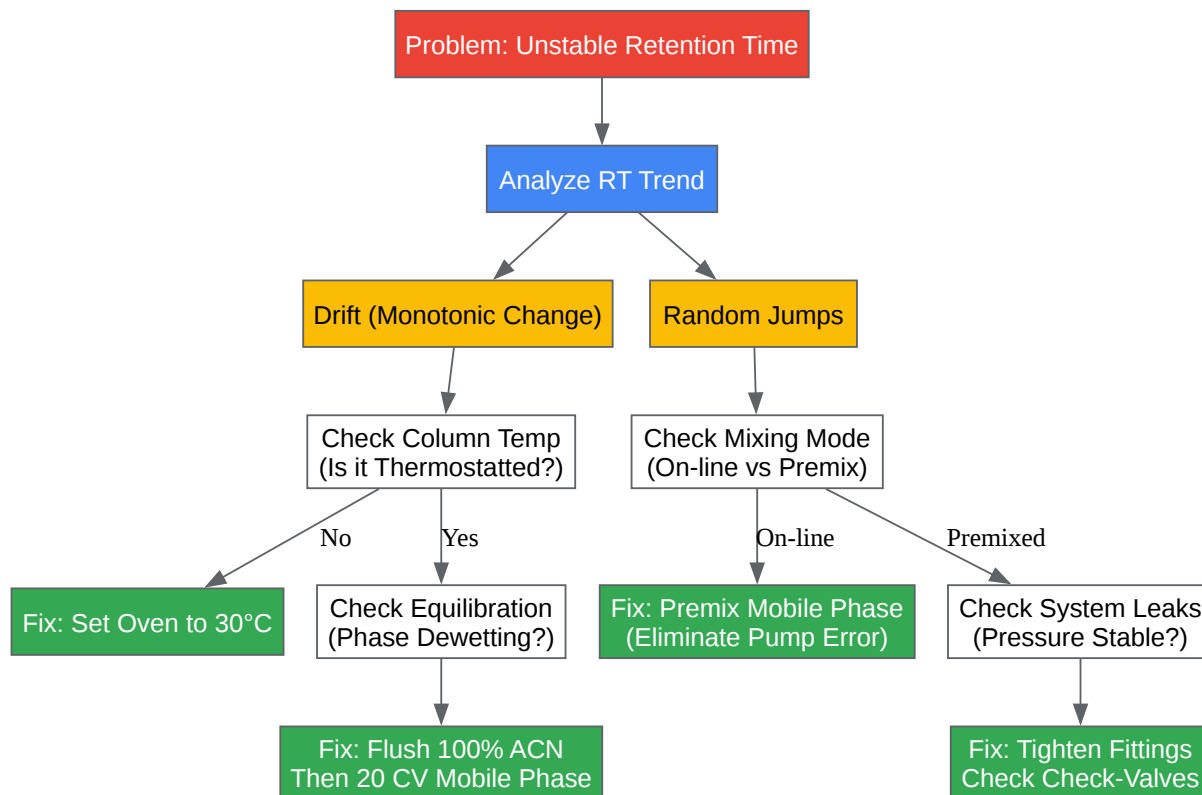 Problem: Unstable Retention Time
Analyze RT Trend
Drift (Monotonic Change)
Random Jumps
Check Column Temp
(Is it Thermostatted?)
Check Mixing Mode
(On-line vs Premix)
No
Yes
On-line
Premixed
Fix: Set Oven to 30°C
Check Equilibration
(Phase Dewetting?)
Fix: Premix Mobile Phase
(Eliminate Pump Error)
Check System Leaks
(Pressure Stable?)
Fix: Flush 100% ACN
Then 20 CV Mobile Phase
Fix: Tighten Fittings
Check Check-Valves